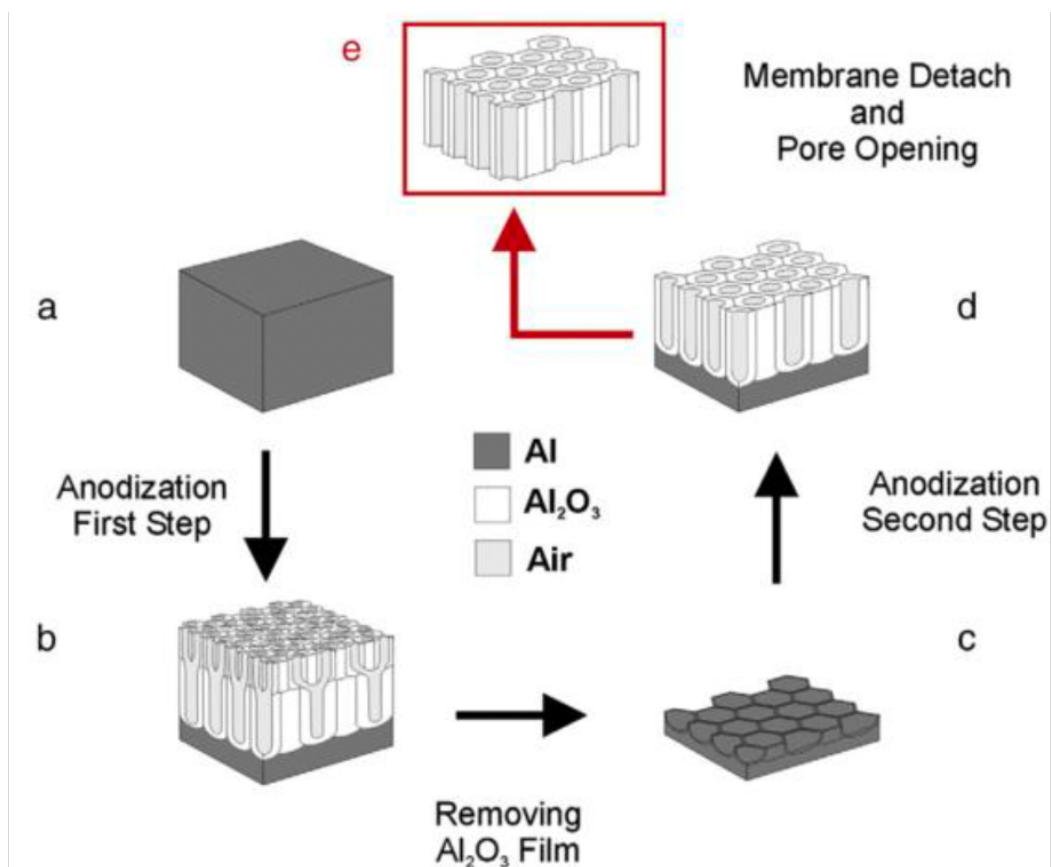 e
Membrane Detach
and
Pore Opening
a
d
Al
Al₂O₃
Air
Anodization
First Step
Anodization
Second Step
b
c
Removing
Al₂O₃ Film